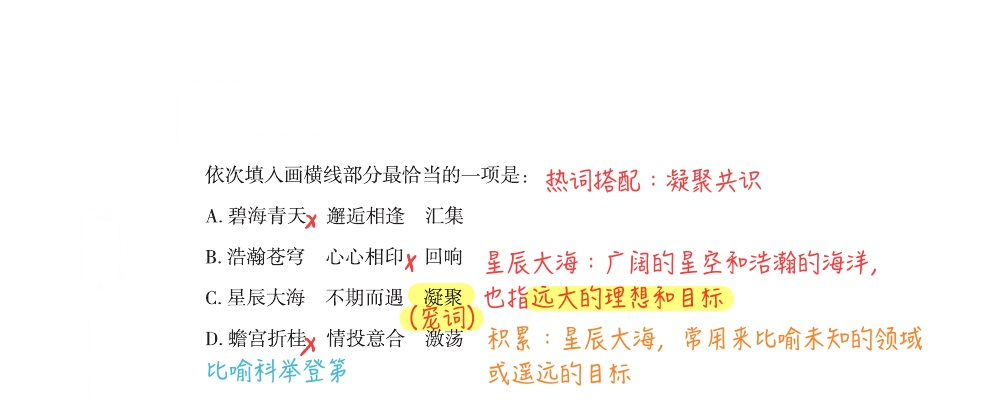 依次填入画横线部分最恰当的一项是： 热词搭配：凝聚共识
A. 碧海青天 邂逅相逢 汇集
B. 浩瀚苍穹 心心相印 回响 星辰大海：广阔的星空和浩瀚的海洋，
C. 星辰大海 不期而遇 凝聚 也指远大的理想和目标
(宠词)
D. 蟾宫折桂 情投意合 激荡 积累：星辰大海，常用来比喻未知的领域
比喻科举登第 或遥远的目标